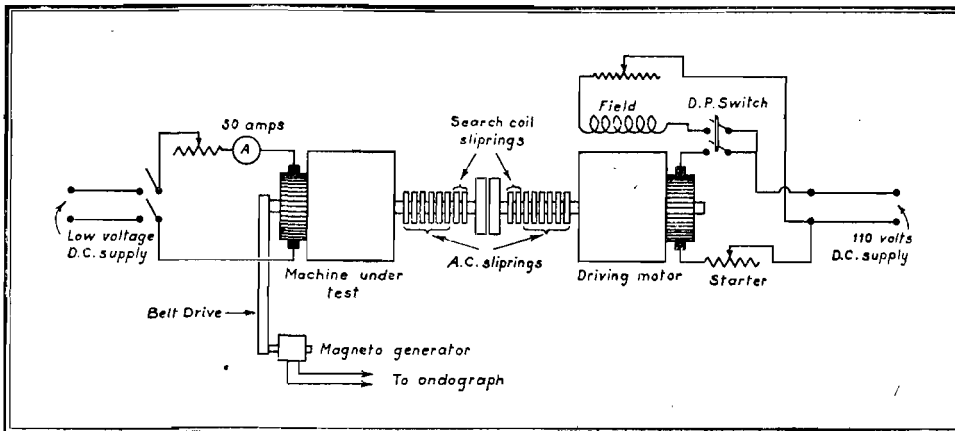 Field
D.P. Switch
30 amps
Search coil
sliprings
A
Low voltage
D.C. supply
110 volts
D.C. supply
A.C. sliprings
Machine under
test
Driving motor
Starter
Belt Drive
Magneto generator
To ondograph